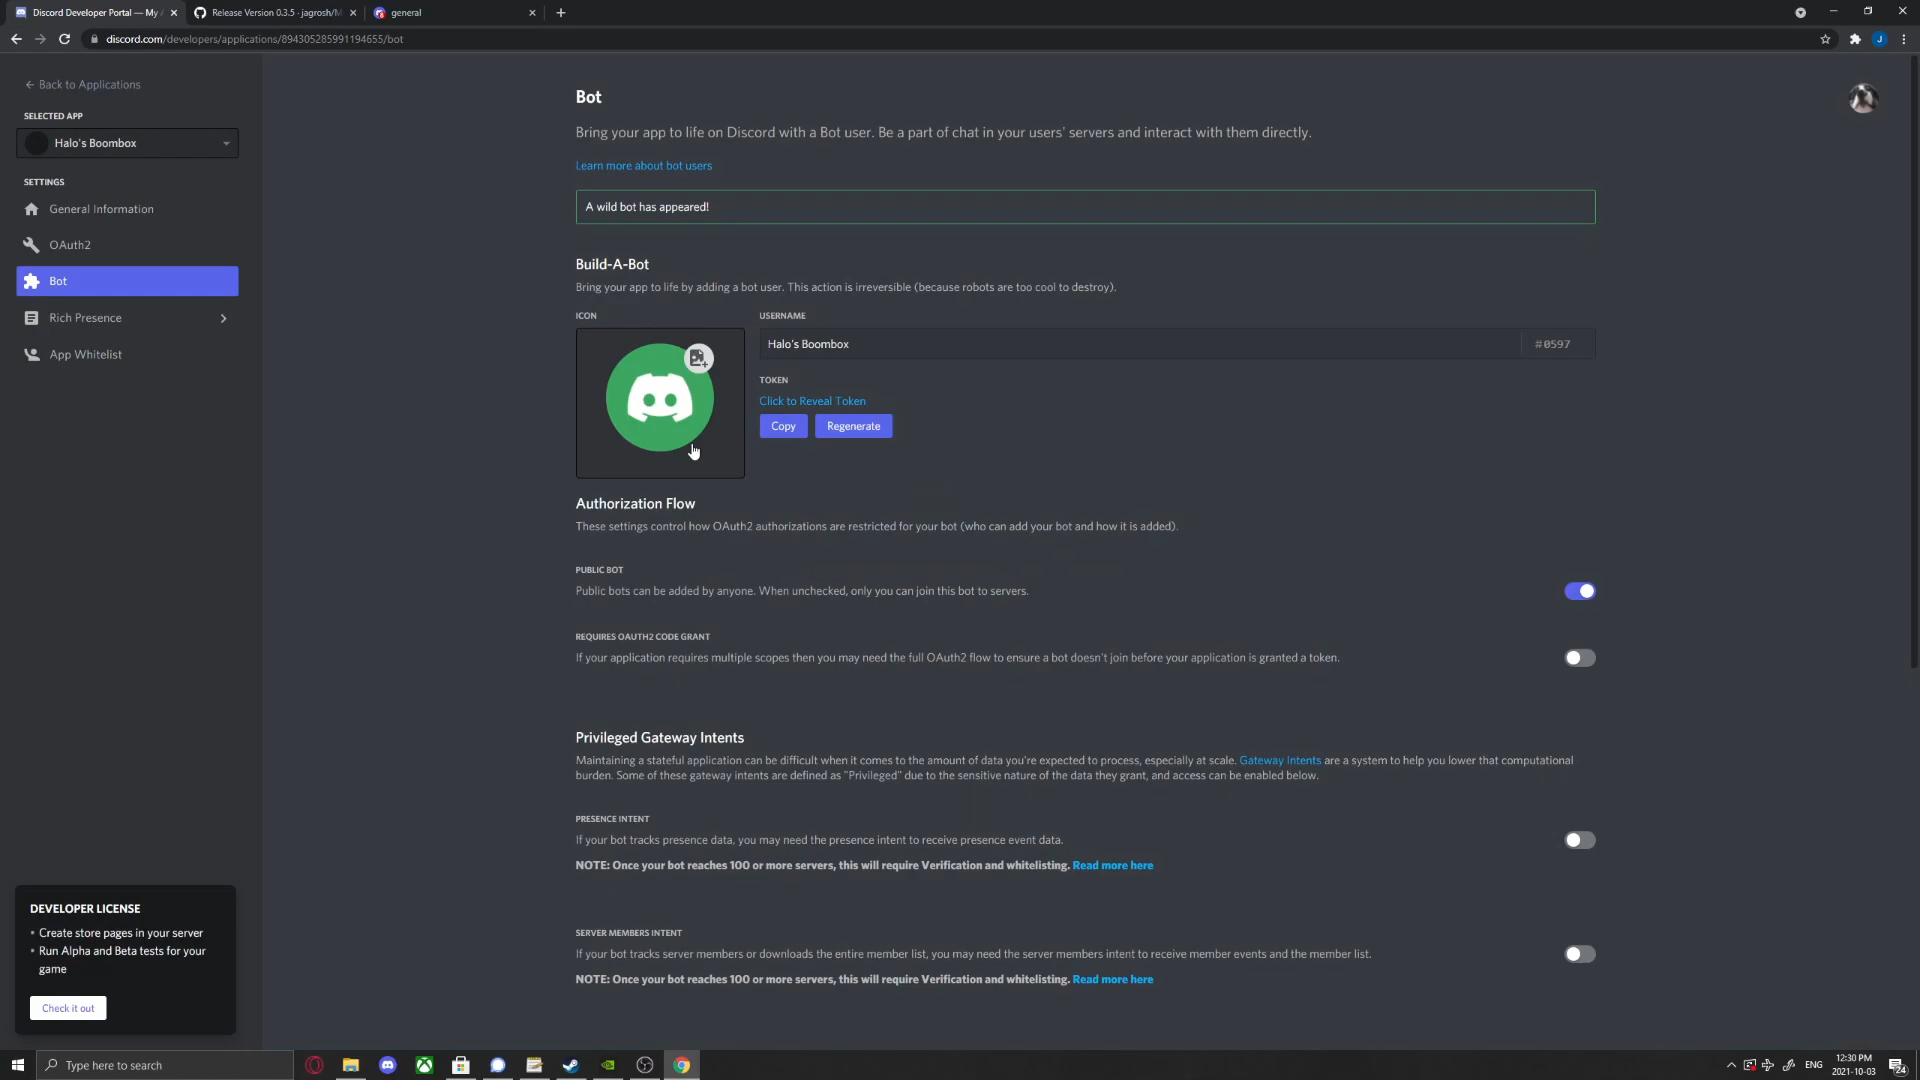 Discord Developer Portal — My A
Release Version 0.3.5 · jagrosh/M
general
discord.com/developers/applications/894305285991194655/bot
J
← Back to Applications
SELECTED APP
Halo's Boombox
SETTINGS
General Information
OAuth2
Bot
Rich Presence
App Whitelist
Bot
Bring your app to life on Discord with a Bot user. Be a part of chat in your users' servers and interact with them directly.
Learn more about bot users
A wild bot has appeared!
Build-A-Bot
Bring your app to life by adding a bot user. This action is irreversible (because robots are too cool to destroy).
ICON
USERNAME
Halo's Boombox
#0597
TOKEN
Click to Reveal Token
Copy
Regenerate
Authorization Flow
These settings control how OAuth2 authorizations are restricted for your bot (who can add your bot and how it is added).
PUBLIC BOT
Public bots can be added by anyone. When unchecked, only you can join this bot to servers.
REQUIRES OAUTH2 CODE GRANT
If your application requires multiple scopes then you may need the full OAuth2 flow to ensure a bot doesn't join before your application is granted a token.
Privileged Gateway Intents
Maintaining a stateful application can be difficult when it comes to the amount of data you're expected to process, especially at scale. Gateway Intents are a system to help you lower that computational
burden. Some of these gateway intents are defined as "Privileged" due to the sensitive nature of the data they grant, and access can be enabled below.
PRESENCE INTENT
If your bot tracks presence data, you may need the presence intent to receive presence event data.
NOTE: Once your bot reaches 100 or more servers, this will require Verification and whitelisting. Read more here
SERVER MEMBERS INTENT
If your bot tracks server members or downloads the entire member list, you may need the server members intent to receive member events and the member list.
NOTE: Once your bot reaches 100 or more servers, this will require Verification and whitelisting. Read more here
DEVELOPER LICENSE
• Create store pages in your server
• Run Alpha and Beta tests for your
game
Check it out
Type here to search
ENG
12:30 PM
2021-10-03
24